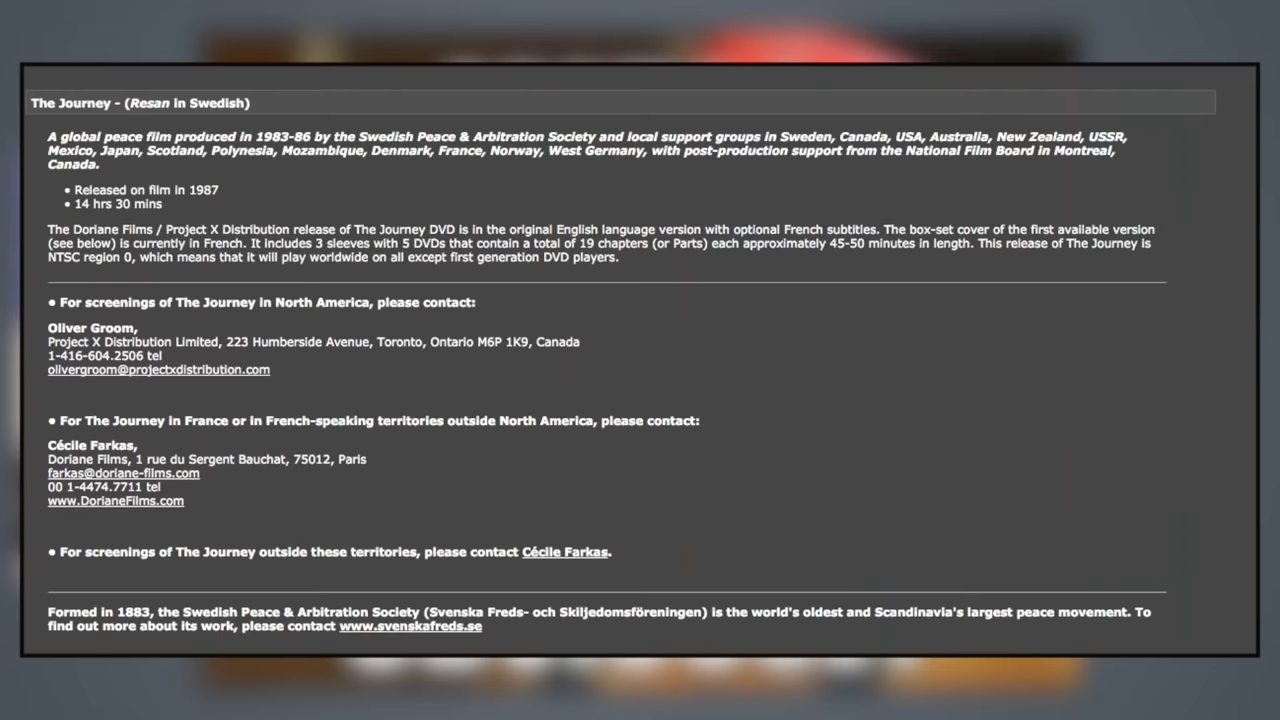 The Journey - (Resan in Swedish)
A global peace film produced in 1983-86 by the Swedish Peace & Arbitration Society and local support groups in Sweden, Canada, USA, Australia, New Zealand, USSR,
Mexico, Japan, Scotland, Polynesia, Mozambique, Denmark, France, Norway, West Germany, with post-production support from the National Film Board in Montreal,
Canada.
• Released on film in 1987
• 14 hrs 30 mins
The Doriane Films / Project X Distribution release of The Journey DVD is in the original English language version with optional French subtitles. The box-set cover of the first available version
(see below) is currently in French. It includes 3 sleeves with 5 DVDs that contain a total of 19 chapters (or Parts) each approximately 45-50 minutes in length. This release of The Journey is
NTSC region 0, which means that it will play worldwide on all except first generation DVD players.
• For screenings of The Journey in North America, please contact:
Oliver Groom,
Project X Distribution Limited, 223 Humberside Avenue, Toronto, Ontario M6P 1K9, Canada
1-416-604.2506 tel
olivergroom@projectxdistribution.com
• For The Journey in France or in French-speaking territories outside North America, please contact:
Cécile Farkas,
Doriane Films, 1 rue du Sergent Bauchat, 75012, Paris
farkas@doriane-films.com
00 1-4474.7711 tel
www.DorianeFilms.com
• For screenings of The Journey outside these territories, please contact Cécile Farkas.
Formed in 1883, the Swedish Peace & Arbitration Society (Svenska Freds- och Skiljedomsföreningen) is the world's oldest and Scandinavia's largest peace movement. To
find out more about its work, please contact www.svenskafreds.se